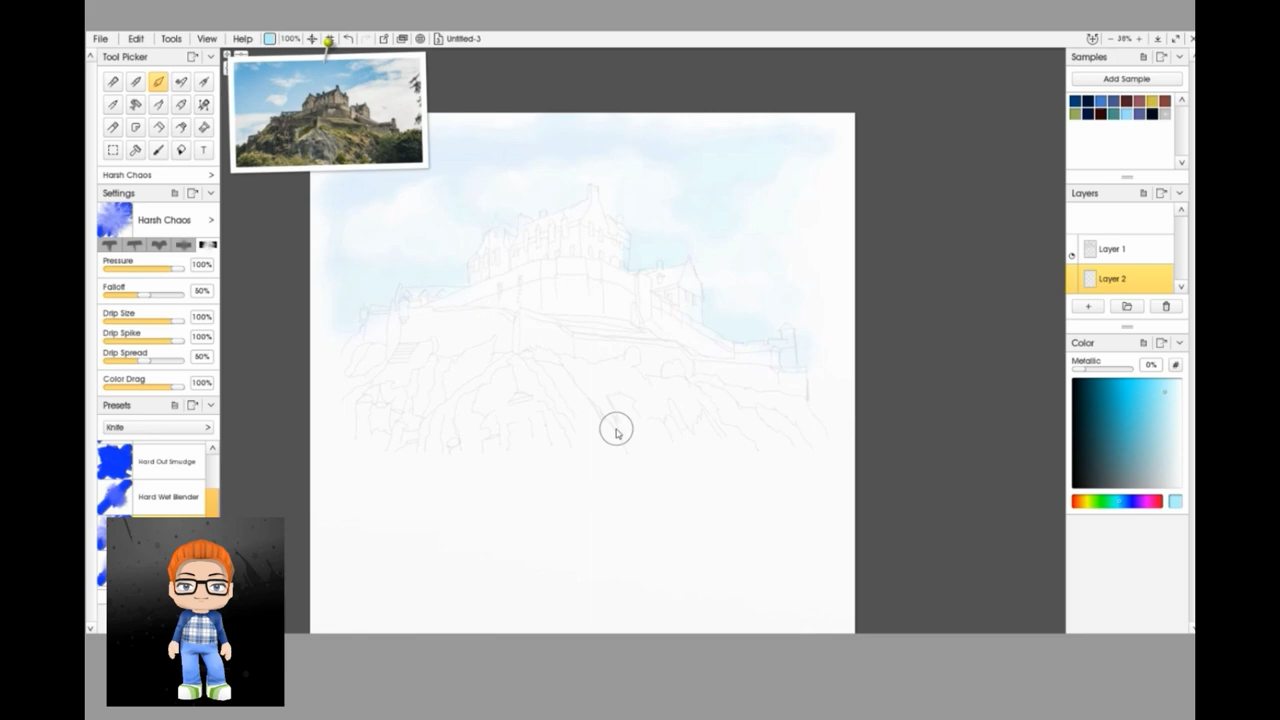 File Edit Tools View Help 100% Untitled-3 38%
Tool Picker
Harsh Chaos
Settings
Harsh Chaos
Pressure 100%
Falloff 50%
Drip Size 100%
Drip Spike 100%
Drip Spread 50%
Color Drag 100%
Presets
Knife
Hard Out Smudge
Hard Wet Blender
Samples
Add Sample
Layers
Layer 1
Layer 2
Color
Metallic 0% #